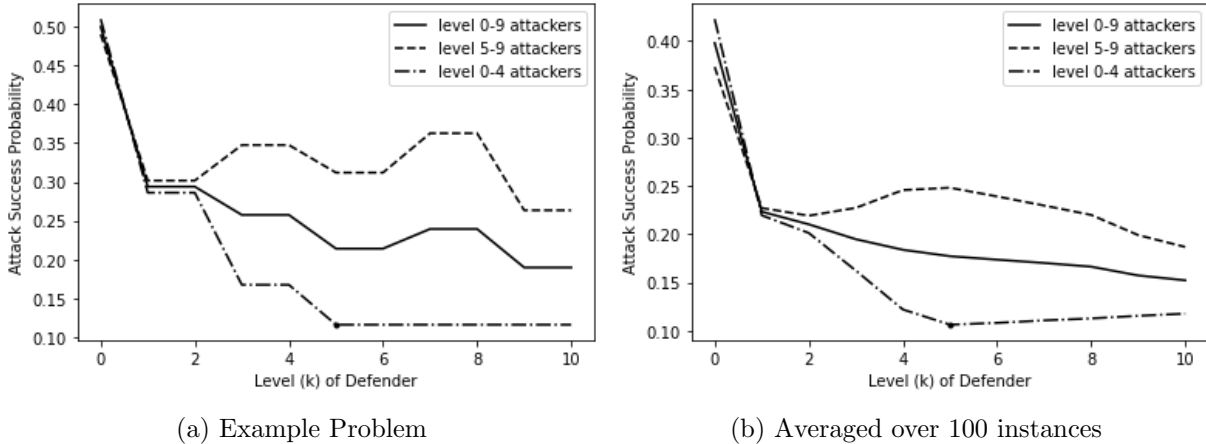 Attack Success Probability
0.50
0.45
0.40
0.35
0.30
0.25
0.20
0.15
0.10
level 0-9 attackers
level 5-9 attackers
level 0-4 attackers
0 2 4 6 8 10
Level (k) of Defender
(a) Example Problem
Attack Success Probability
0.40
0.35
0.30
0.25
0.20
0.15
0.10
level 0-9 attackers
level 5-9 attackers
level 0-4 attackers
0 2 4 6 8 10
Level (k) of Defender
(b) Averaged over 100 instances